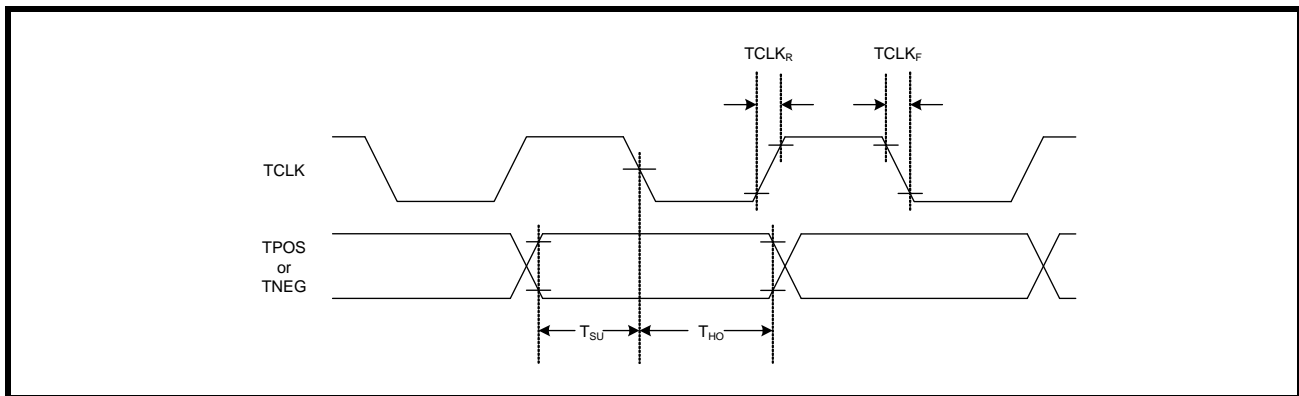 TCLKR TCLKF
TCLK
TPOS
or
TNEG
TSU THO